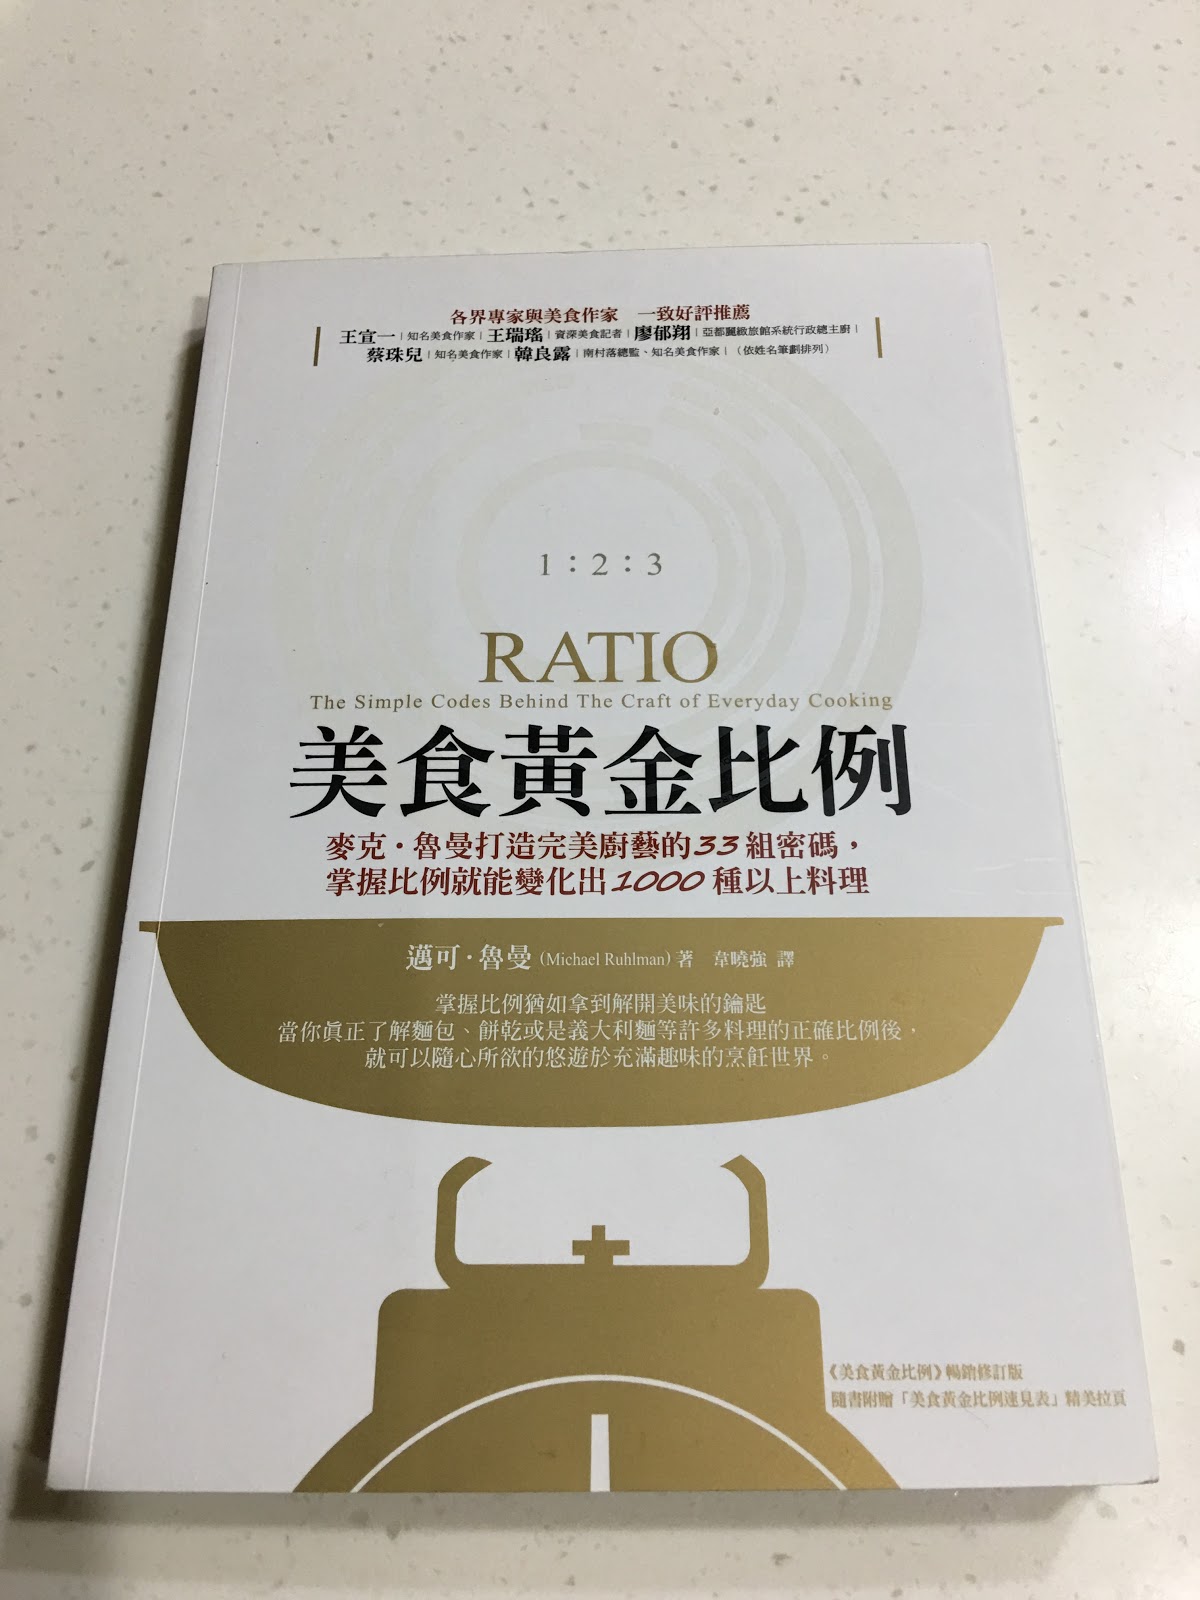 各界專家與美食作家　一致好評推薦
王宣一|知名美食作家|王瑞瑤|資深美食記者|廖郁翔|亞都麗緻旅館系統行政總主廚|
蔡珠兒|知名美食作家|韓良露|南村落總監、知名美食作家|（依姓名筆劃排列）
1：2：3
RATIO
The Simple Codes Behind The Craft of Everyday Cooking
美食黃金比例
麥克・魯曼打造完美廚藝的33組密碼，
掌握比例就能變化出1000種以上料理
邁可・魯曼（Michael Ruhlman）著　韋曉強 譯
掌握比例猶如拿到解開美味的鑰匙
當你真正了解麵包、餅乾或是義大利麵等許多料理的正確比例後，
就可以隨心所欲的悠遊於充滿趣味的烹飪世界。
《美食黃金比例》暢銷修訂版
隨書附贈「美食黃金比例速見表」精美拉頁